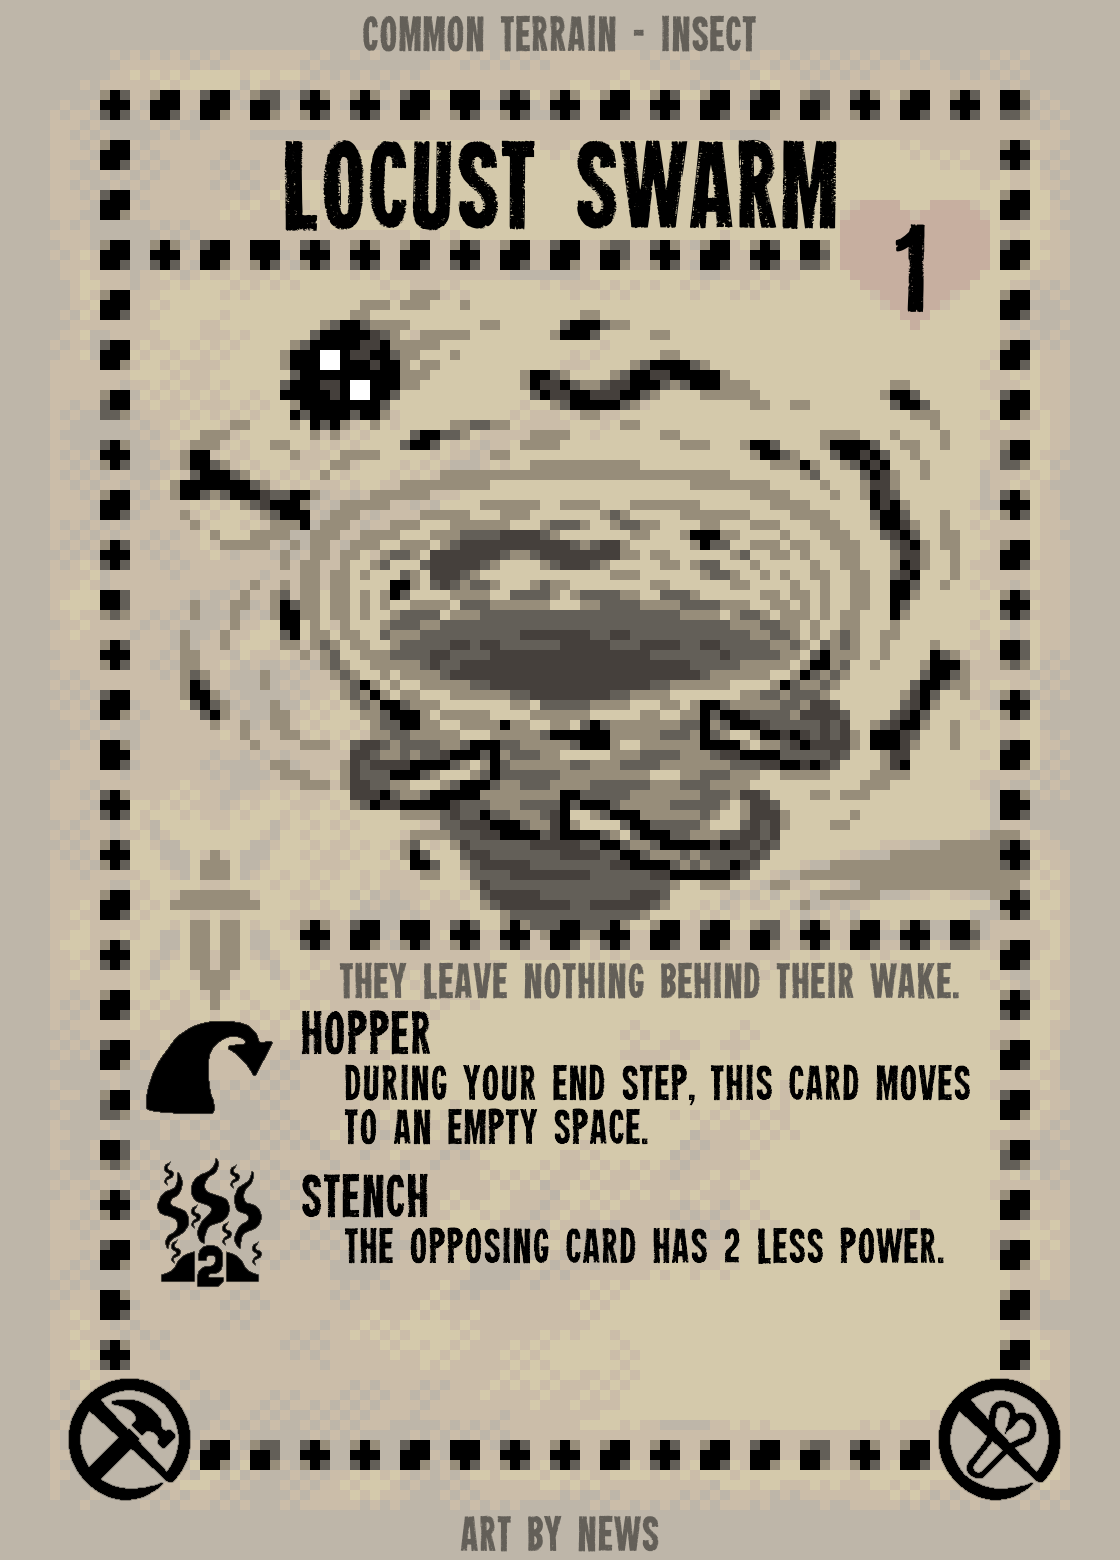 COMMON TERRAIN - INSECT
LOCUST SWARM
1
THEY LEAVE NOTHING BEHIND THEIR WAKE.
HOPPER
DURING YOUR END STEP, THIS CARD MOVES
TO AN EMPTY SPACE.
STENCH
THE OPPOSING CARD HAS 2 LESS POWER.
2
ART BY NEWS